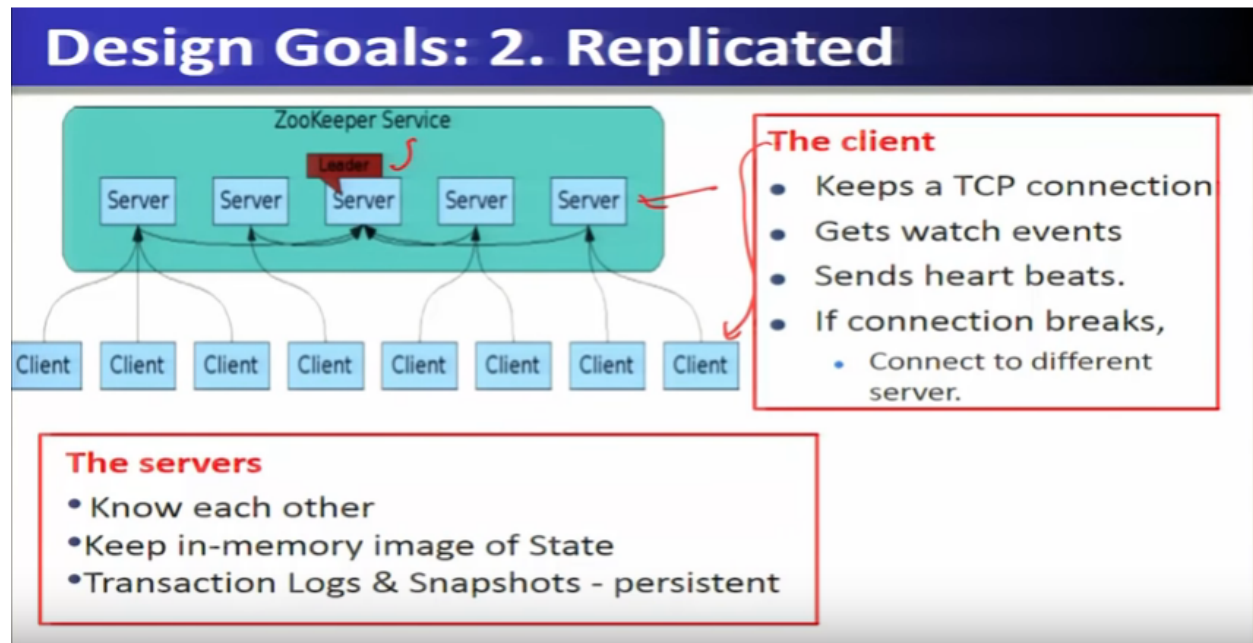 Design Goals: 2. Replicated
ZooKeeper Service
Leader
Server Server Server Server Server
Client Client Client Client Client Client Client Client
The client
• Keeps a TCP connection
• Gets watch events
• Sends heart beats.
• If connection breaks,
• Connect to different
server.
The servers
• Know each other
•Keep in-memory image of State
•Transaction Logs & Snapshots - persistent